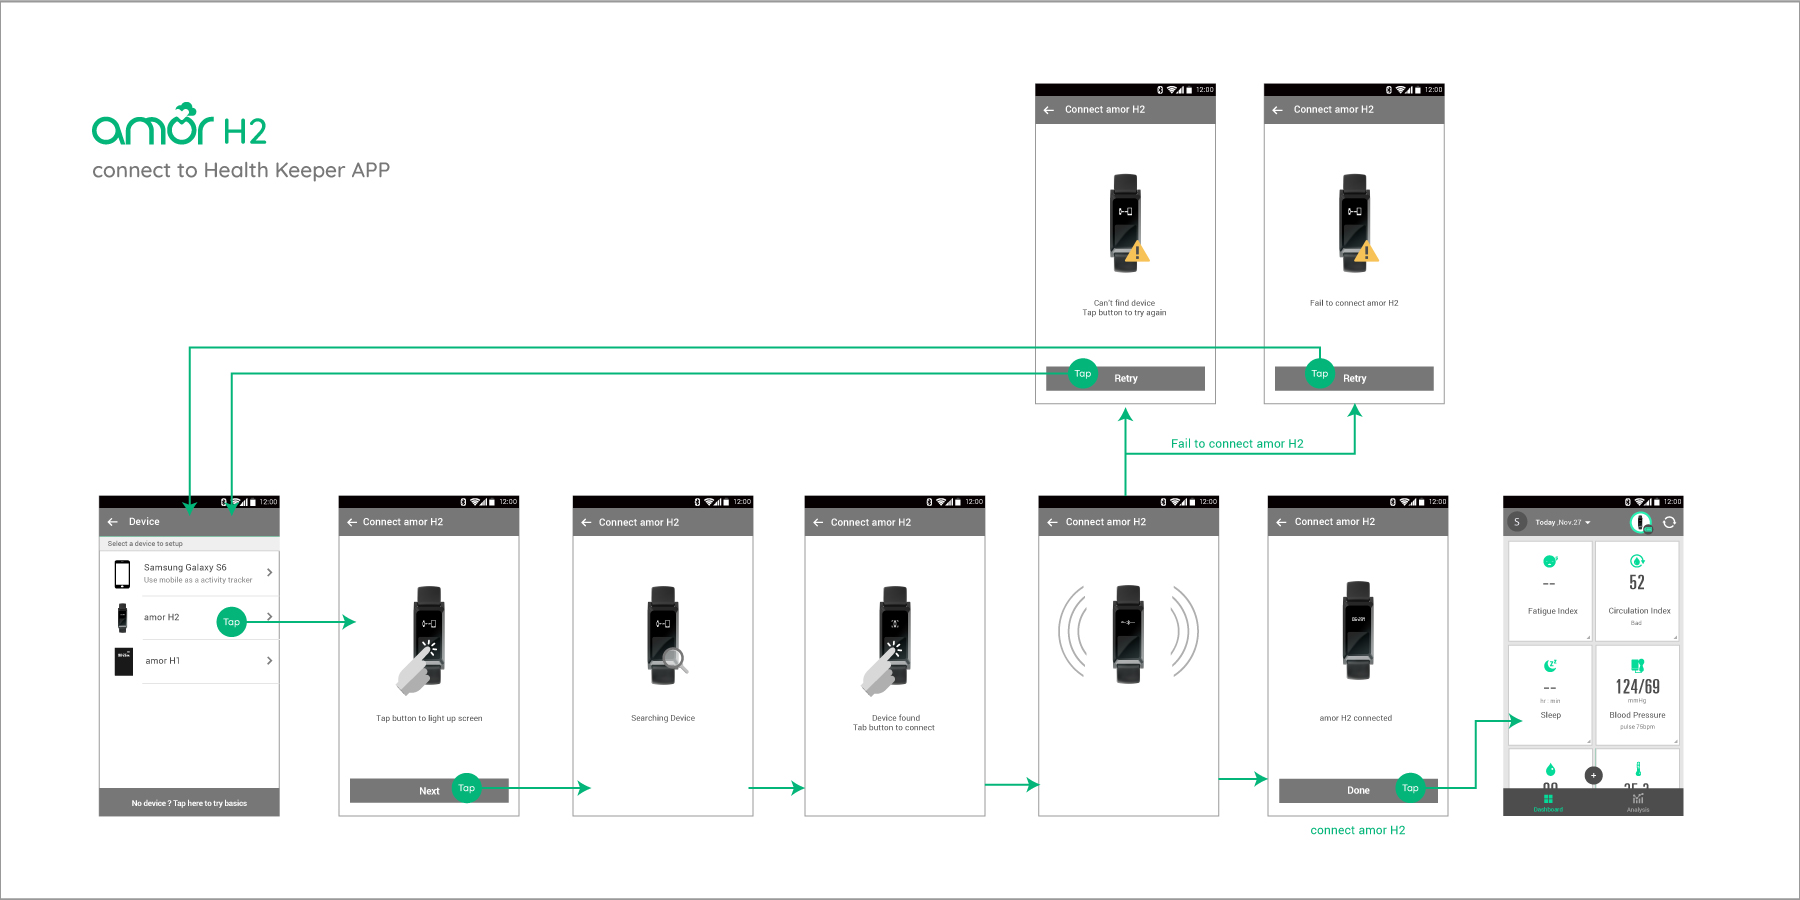 amor H2
connect to Health Keeper APP
12:00
Connect amor H2
Can't find device
Tap button to try again
Tap
Retry
12:00
Connect amor H2
Fail to connect amor H2
Tap
Retry
Fail to connect amor H2
12:00
Device
Select a device to setup
Samsung Galaxy S6
Use mobile as a activity tracker
amor H2
Tap
amor H1
No device ? Tap here to try basics
12:00
Connect amor H2
Tap button to light up screen
Next
Tap
12:00
Connect amor H2
Searching Device
12:00
Connect amor H2
Device found
Tab button to connect
12:00
Connect amor H2
12:00
Connect amor H2
amor H2 connected
Done
Tap
connect amor H2
12:00
S
Today ,Nov.27
--
Fatigue Index
52
Circulation Index
Bad
--
hr : min
Sleep
124/69
mmHg
Blood Pressure
pulse 75bpm
+
Dashboard
Analysis